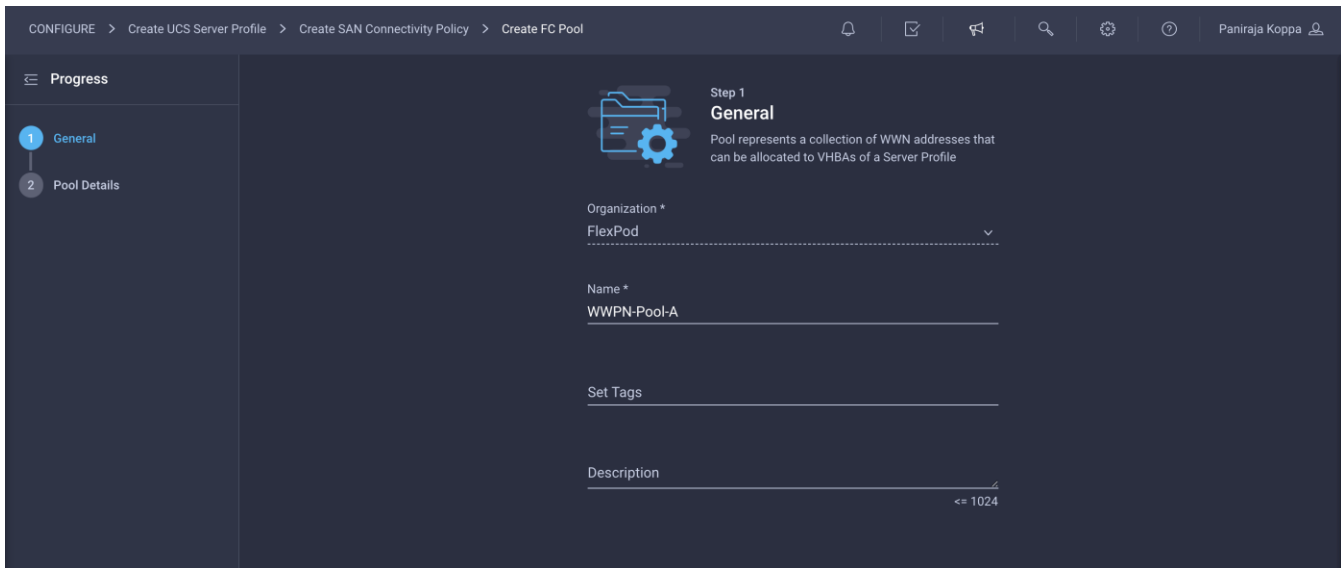 CONFIGURE > Create UCS Server Profile > Create SAN Connectivity Policy > Create FC Pool
Paniraja Koppa
Progress
1 General
2 Pool Details
Step 1
General
Pool represents a collection of WWN addresses that
can be allocated to VHBAs of a Server Profile
Organization *
FlexPod
Name *
WWPN-Pool-A
Set Tags
Description
<= 1024